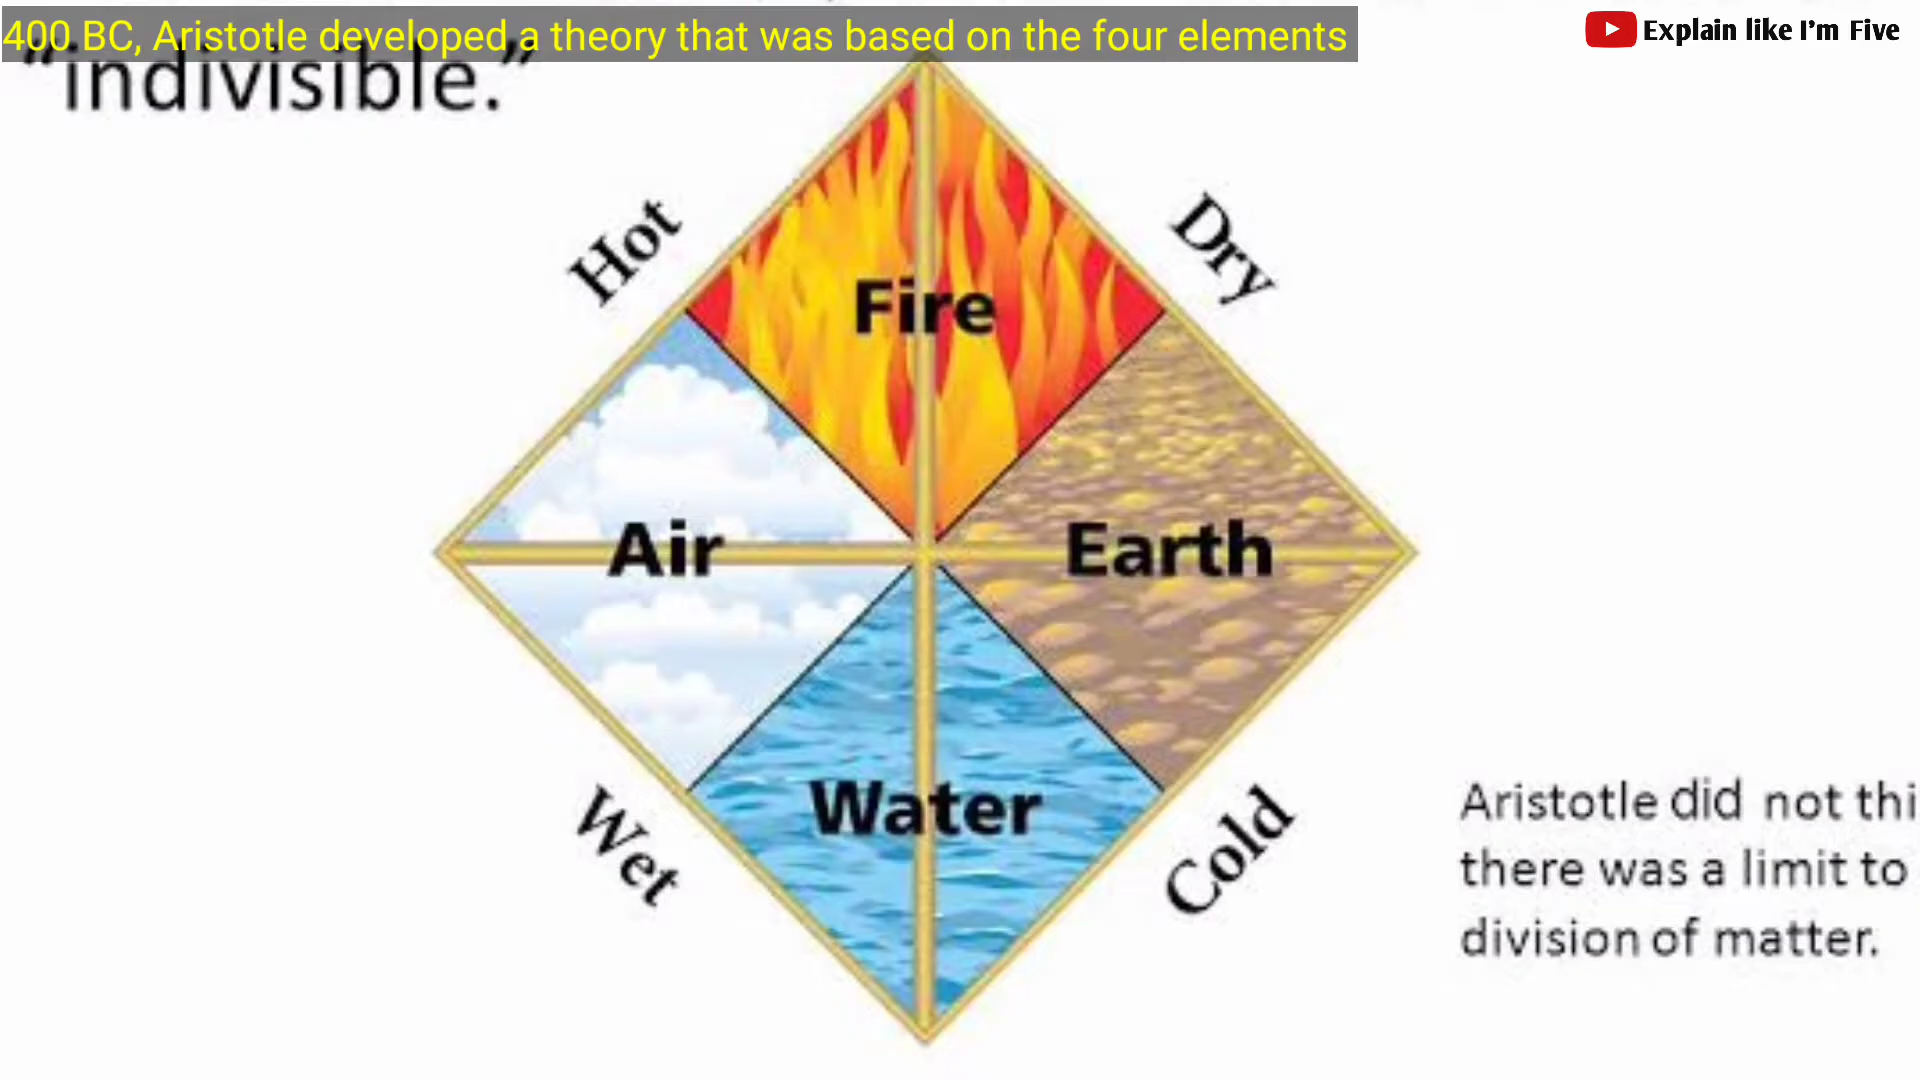 400 BC, Aristotle developed a theory that was based on the four elements
Explain like I'm Five
“indivisible.”
Hot
Dry
Fire
Air
Earth
Water
Wet
Cold
Aristotle did not
there was a limit to
division of matter.